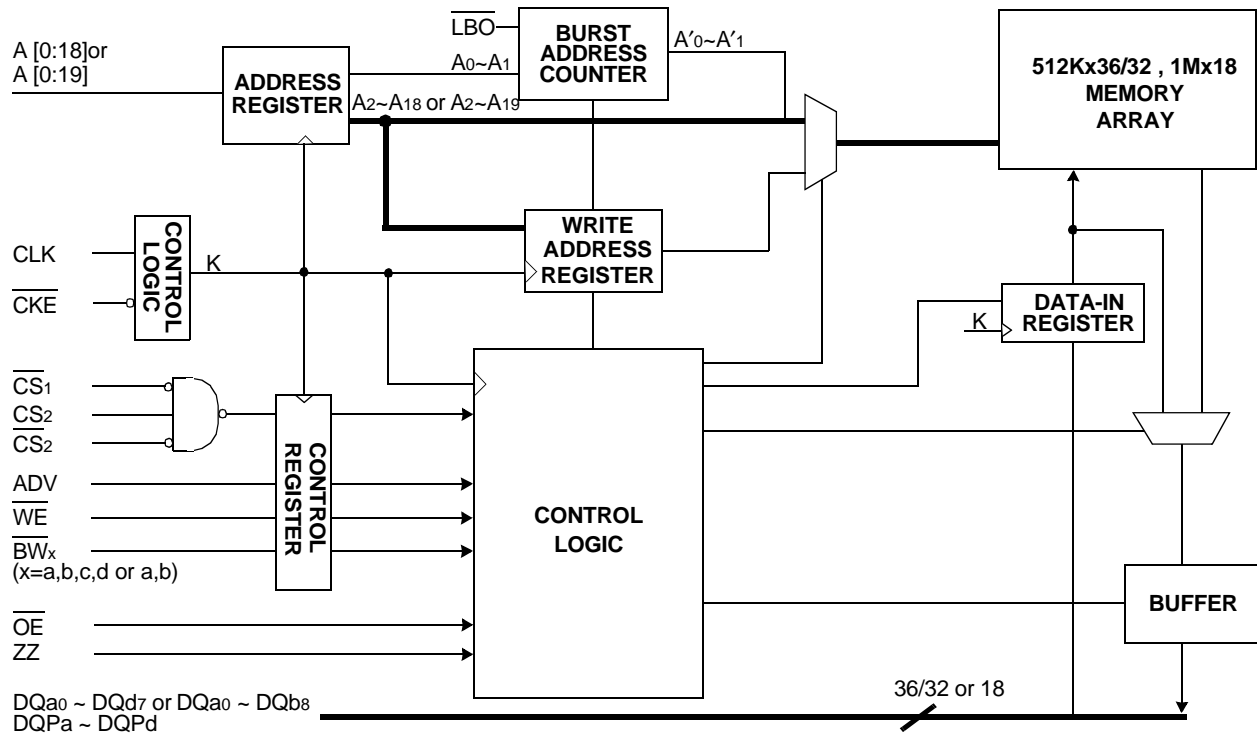 A [0:18]or
A [0:19]
ADDRESS
REGISTER
LBO
A0~A1
BURST
ADDRESS
COUNTER
A′0~A′1
A2~A18 or A2~A19
512Kx36/32 , 1Mx18
MEMORY
ARRAY
WRITE
ADDRESS
REGISTER
CLK
CKE
CONTROL
LOGIC
K
K
DATA-IN
REGISTER
CS1
CS2
CS2
ADV
WE
BWx
(x=a,b,c,d or a,b)
CONTROL
REGISTER
CONTROL
LOGIC
BUFFER
OE
ZZ
DQa0 ~ DQd7 or DQa0 ~ DQb8
DQPa ~ DQPd
36/32 or 18